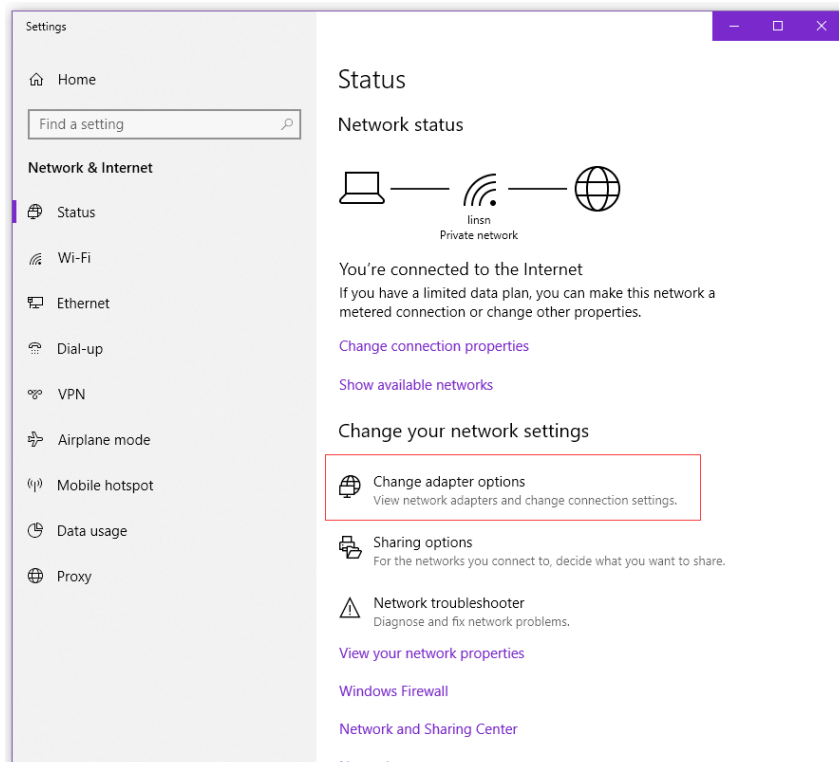 Settings
Home
Find a setting
Network & Internet
Status
Wi-Fi
Ethernet
Dial-up
VPN
Airplane mode
Mobile hotspot
Data usage
Proxy
Status
Network status
linsn
Private network
You're connected to the Internet
If you have a limited data plan, you can make this network a
metered connection or change other properties.
Change connection properties
Show available networks
Change your network settings
Change adapter options
View network adapters and change connection settings.
Sharing options
For the networks you connect to, decide what you want to share.
Network troubleshooter
Diagnose and fix network problems.
View your network properties
Windows Firewall
Network and Sharing Center